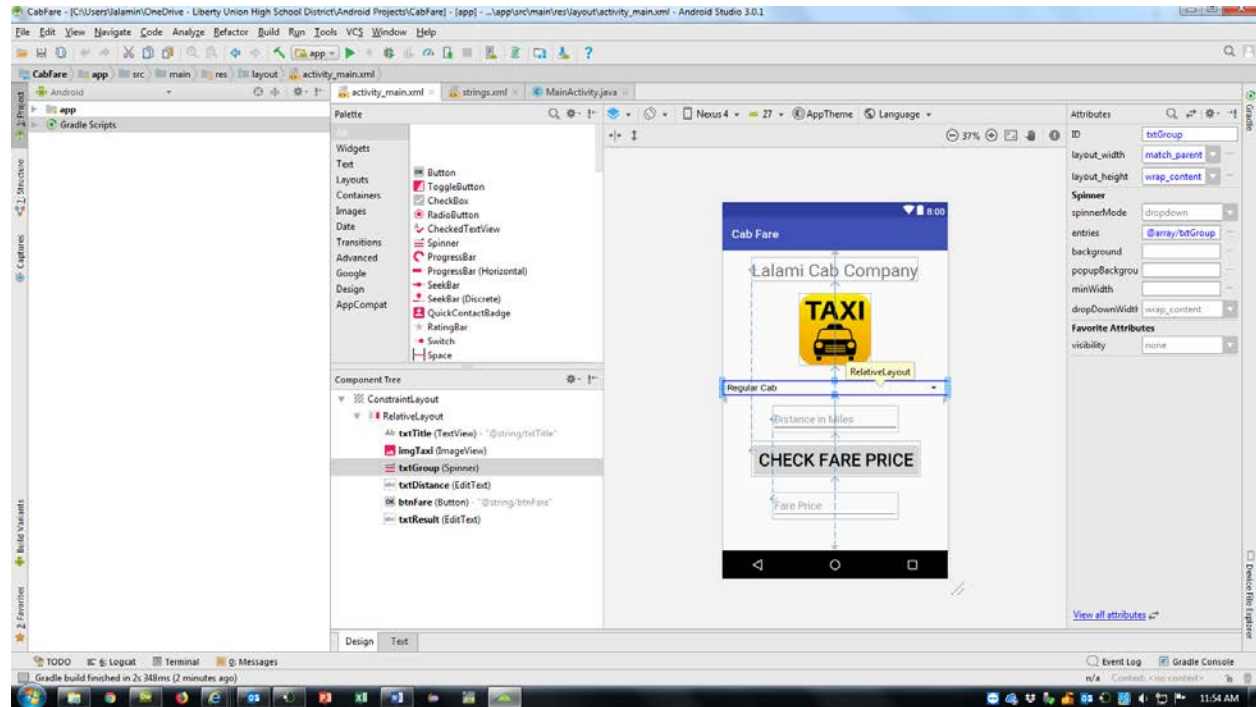 CabFare - [C:\Users\lalamin\OneDrive - Liberty Union High School District\Android Projects\CabFare] - [app] - ...\app\src\main\res\layout\activity_main.xml - Android Studio 3.0.1
File Edit View Navigate Code Analyze Refactor Build Run Tools VCS Window Help
app
CabFare app src main res layout activity_main.xml
Android
activity_main.xml strings.xml MainActivity.java
1: Project
app
Gradle Scripts
Z: Structure
Captures
Build Variants
2: Favorites
Palette
All
Widgets
Text
Layouts
Containers
Images
Date
Transitions
Advanced
Google
Design
AppCompat
Button
ToggleButton
CheckBox
RadioButton
CheckedTextView
Spinner
ProgressBar
ProgressBar (Horizontal)
SeekBar
SeekBar (Discrete)
QuickContactBadge
RatingBar
Switch
Space
Component Tree
ConstraintLayout
RelativeLayout
Ab txtTitle (TextView) - "@string/txtTitle"
imgTaxi (ImageView)
txtGroup (Spinner)
abc txtDistance (EditText)
OK btnFare (Button) - "@string/btnFare"
abc txtResult (EditText)
Design Text
Nexus 4 27 AppTheme Language
37%
8:00
Cab Fare
Lalami Cab Company
TAXI
RelativeLayout
Regular Cab
Distance in Miles
CHECK FARE PRICE
Fare Price
Attributes
ID txtGroup
layout_width match_parent
layout_height wrap_content
Spinner
spinnerMode dropdown
entries @array/txtGroup
background
popupBackgrou
minWidth
dropDownWidth wrap_content
Favorite Attributes
visibility none
View all attributes
Gradle
Device File Explorer
TODO 6: Logcat Terminal 0: Messages Event Log Gradle Console
Gradle build finished in 2s 348ms (2 minutes ago) n/a Context: <no context>
11:54 AM